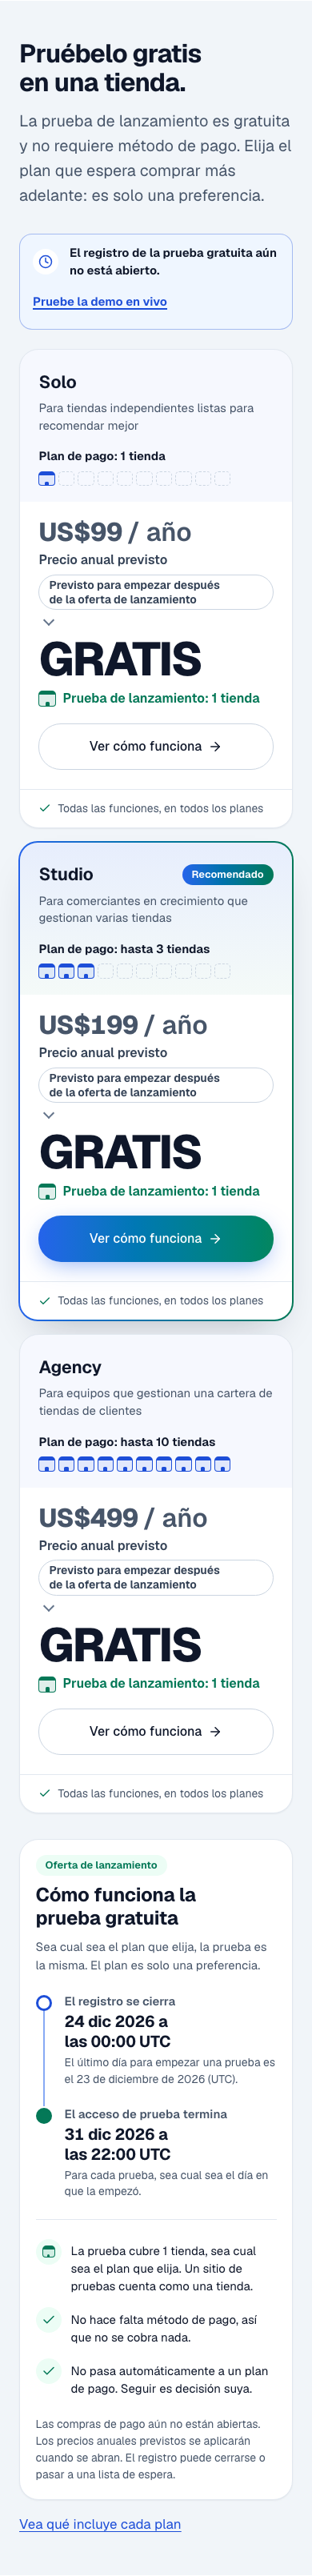 Pruébelo gratis
en una tienda.
La prueba de lanzamiento es gratuita
y no requiere método de pago. Elija el
plan que espera comprar más
adelante: es solo una preferencia.
El registro de la prueba gratuita aún
no está abierto.
Pruebe la demo en vivo
Solo
Para tiendas independientes listas para
recomendar mejor
Plan de pago: 1 tienda
US$99 / año
Precio anual previsto
Previsto para empezar después
de la oferta de lanzamiento
GRATIS
Prueba de lanzamiento: 1 tienda
Ver cómo funciona →
Todas las funciones, en todos los planes
Studio
Recomendado
Para comerciantes en crecimiento que
gestionan varias tiendas
Plan de pago: hasta 3 tiendas
US$199 / año
Precio anual previsto
Previsto para empezar después
de la oferta de lanzamiento
GRATIS
Prueba de lanzamiento: 1 tienda
Ver cómo funciona →
Todas las funciones, en todos los planes
Agency
Para equipos que gestionan una cartera de
tiendas de clientes
Plan de pago: hasta 10 tiendas
US$499 / año
Precio anual previsto
Previsto para empezar después
de la oferta de lanzamiento
GRATIS
Prueba de lanzamiento: 1 tienda
Ver cómo funciona →
Todas las funciones, en todos los planes
Oferta de lanzamiento
Cómo funciona la
prueba gratuita
Sea cual sea el plan que elija, la prueba es
la misma. El plan es solo una preferencia.
El registro se cierra
24 dic 2026 a
las 00:00 UTC
El último día para empezar una prueba es
el 23 de diciembre de 2026 (UTC).
El acceso de prueba termina
31 dic 2026 a
las 22:00 UTC
Para cada prueba, sea cual sea el día en
que la empezó.
La prueba cubre 1 tienda, sea cual
sea el plan que elija. Un sitio de
pruebas cuenta como una tienda.
No hace falta método de pago, así
que no se cobra nada.
No pasa automáticamente a un plan
de pago. Seguir es decisión suya.
Las compras de pago aún no están abiertas.
Los precios anuales previstos se aplicarán
cuando se abran. El registro puede cerrarse o
pasar a una lista de espera.
Vea qué incluye cada plan